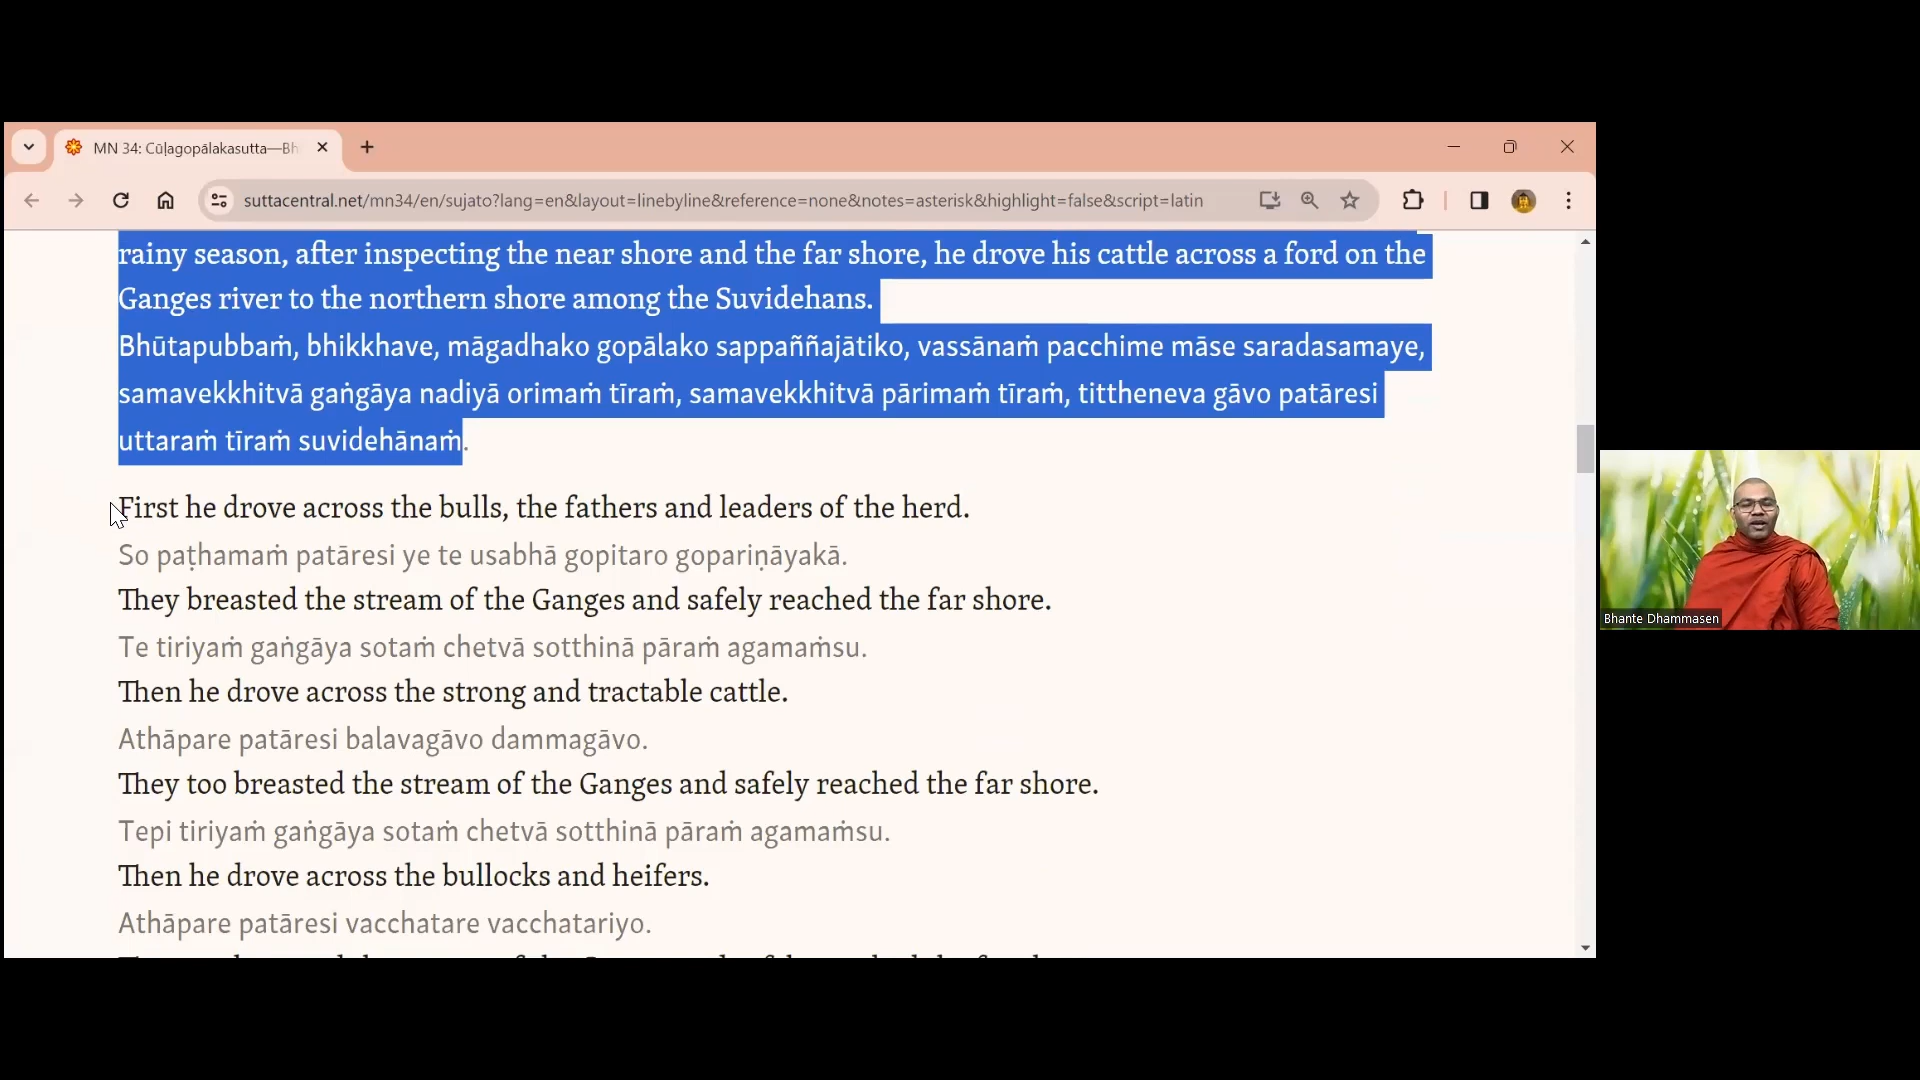 MN 34: Cūḷagopālakasutta—Bh
suttacentral.net/mn34/en/sujato?lang=en&layout=linebyline&reference=none&notes=asterisk&highlight=false&script=latin
rainy season, after inspecting the near shore and the far shore, he drove his cattle across a ford on the
Ganges river to the northern shore among the Suvidehans.
Bhūtapubbaṁ, bhikkhave, māgadhako gopālako sappaññajātiko, vassānaṁ pacchime māse saradasamaye,
samavekkhitvā gaṅgāya nadiyā orimaṁ tīraṁ, samavekkhitvā pārimaṁ tīraṁ, tittheneva gāvo patāresi
uttaraṁ tīraṁ suvidehānaṁ.
First he drove across the bulls, the fathers and leaders of the herd.
So paṭhamaṁ patāresi ye te usabhā gopitaro gopariṇāyakā.
They breasted the stream of the Ganges and safely reached the far shore.
Te tiriyaṁ gaṅgāya sotaṁ chetvā sotthinā pāraṁ agamaṁsu.
Then he drove across the strong and tractable cattle.
Athāpare patāresi balavagāvo dammagāvo.
They too breasted the stream of the Ganges and safely reached the far shore.
Tepi tiriyaṁ gaṅgāya sotaṁ chetvā sotthinā pāraṁ agamaṁsu.
Then he drove across the bullocks and heifers.
Athāpare patāresi vacchatare vacchatariyo.
Bhante Dhammasen